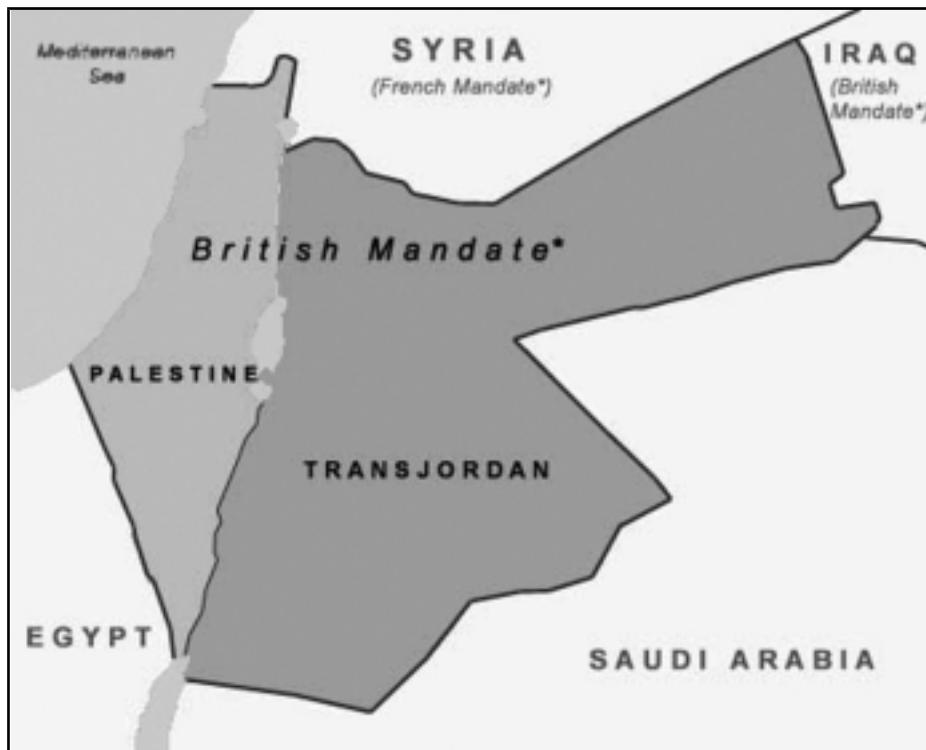 Mediterranean
Sea
SYRIA
(French Mandate*)
IRAQ
(British
Mandate*)
British Mandate*
PALESTINE
TRANSJORDAN
EGYPT
SAUDI ARABIA